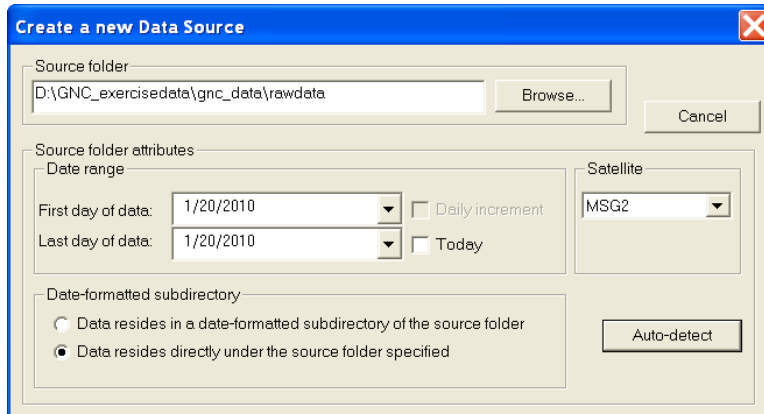 Create a new Data Source
Source folder
D:\GNC_exercisedata\gnc_data\rawdata
Browse...
Cancel
Source folder attributes
Date range
First day of data: 1/20/2010 Daily increment
Last day of data: 1/20/2010 Today
Satellite
MSG2
Date-formatted subdirectory
Data resides in a date-formatted subdirectory of the source folder
Data resides directly under the source folder specified
Auto-detect